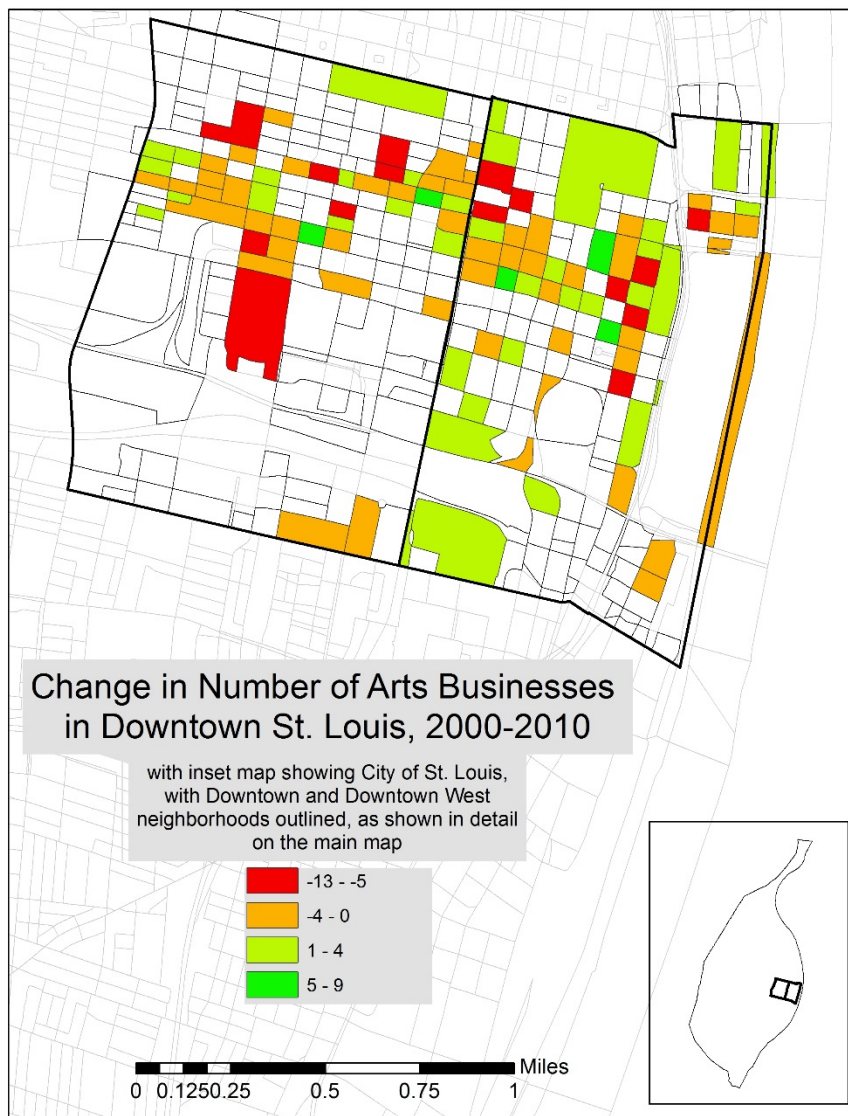 Change in Number of Arts Businesses
in Downtown St. Louis, 2000-2010
with inset map showing City of St. Louis,
with Downtown and Downtown West
neighborhoods outlined, as shown in detail
on the main map
-13 - -5
-4 - 0
1 - 4
5 - 9
Miles
0 0.1250.25 0.5 0.75 1